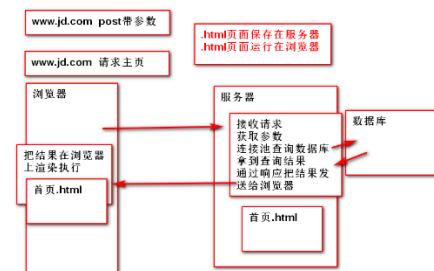 www.jd.com post带参数
.html页面保存在服务器
.html页面运行在浏览器
www.jd.com 请求主页
浏览器
服务器
接收请求
获取参数
连接池查询数据库
拿到查询结果
通过响应把结果发
送给浏览器
数据库
把结果在浏览器
上渲染执行
首页.html
首页.html